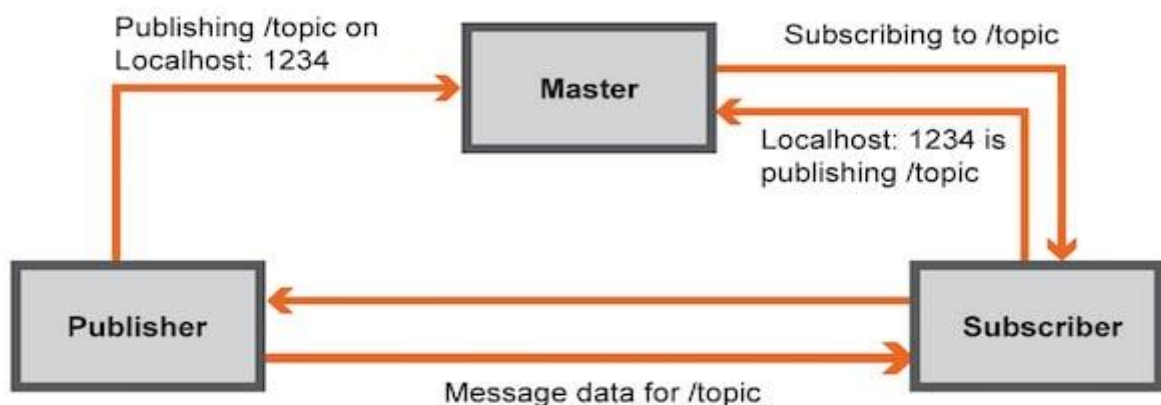 Publishing /topic on
Localhost: 1234
Master
Subscribing to /topic
Localhost: 1234 is
publishing /topic
Publisher
Subscriber
Message data for /topic